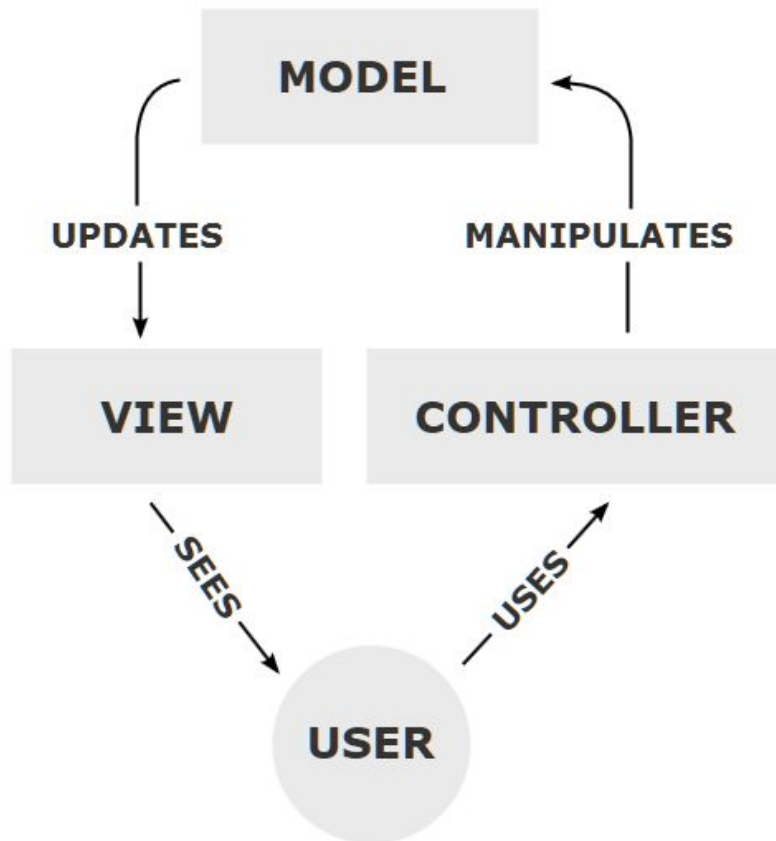 MODEL
UPDATES
MANIPULATES
VIEW
CONTROLLER
SEES
USES
USER